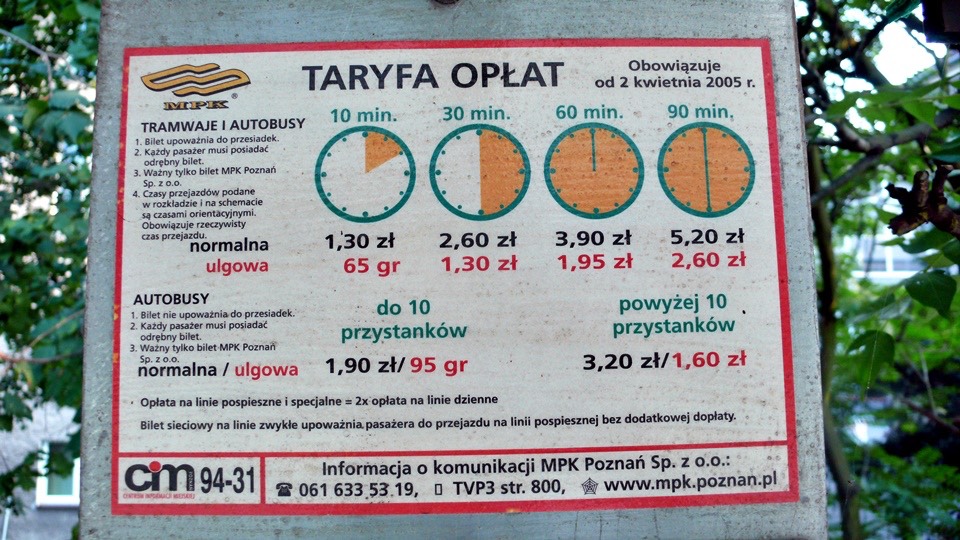 MPK®
TARYFA OPŁAT
Obowiązuje
od 2 kwietnia 2005 r.
TRAMWAJE I AUTOBUSY
1. Bilet upoważnia do przesiadek.
2. Każdy pasażer musi posiadać
odrębny bilet.
3. Ważny tylko bilet MPK Poznań
Sp. z o.o.
4. Czasy przejazdów podane
w rozkładzie i na schemacie
są czasami orientacyjnymi.
Obowiązuje rzeczywisty
czas przejazdu.
10 min. 30 min. 60 min. 90 min.
normalna 1,30 zł 2,60 zł 3,90 zł 5,20 zł
ulgowa 65 gr 1,30 zł 1,95 zł 2,60 zł
AUTOBUSY
1. Bilet nie upoważnia do przesiadek.
2. Każdy pasażer musi posiadać
odrębny bilet.
3. Ważny tylko bilet MPK Poznań
Sp. z o.o.
do 10
przystanków
powyżej 10
przystanków
normalna / ulgowa 1,90 zł/ 95 gr 3,20 zł/1,60 zł
Opłata na linie pospieszne i specjalne = 2x opłata na linie dzienne
Bilet sieciowy na linie zwykłe upoważnia pasażera do przejazdu na linii pospiesznej bez dodatkowej dopłaty.
cim 94-31
CENTRUM INFORMACJI MIEJSKIEJ
Informacja o komunikacji MPK Poznań Sp. z o.o.:
061 633 53 19, TVP3 str. 800, www.mpk.poznan.pl